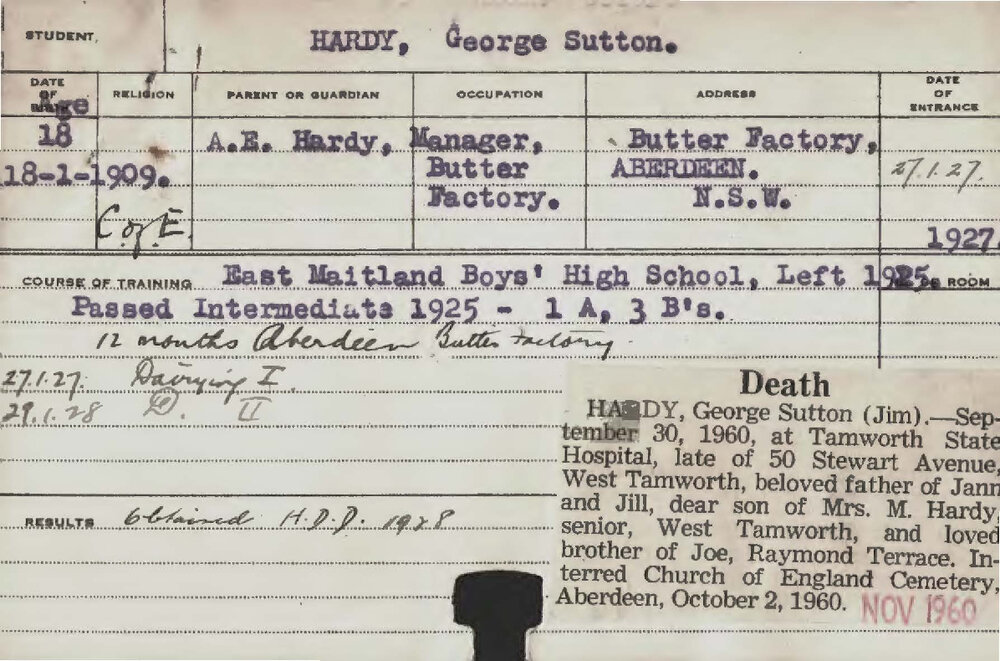 STUDENT. HARDY, George Sutton.
DATE OF Age RELIGION PARENT OR GUARDIAN OCCUPATION ADDRESS DATE OF ENTRANCE
18 A.E. Hardy, Manager, Butter Factory,
18-1-1909. Butter ABERDEEN. 27.1.27.
Factory. N.S.W.
C of E. 1927
COURSE OF TRAINING East Maitland Boys' High School, Left 1925. ROOM
Passed Intermediate 1925 - 1 A, 3 B's.
12 months Aberdeen Butter Factory.
27.1.27. Dairying I.
29.1.28 D. II
RESULTS Obtained H.D.D. 1928
Death
HARDY, George Sutton (Jim).—Sep-
tember 30, 1960, at Tamworth State
Hospital, late of 50 Stewart Avenue,
West Tamworth, beloved father of Jann
and Jill, dear son of Mrs. M. Hardy,
senior, West Tamworth, and loved
brother of Joe, Raymond Terrace. In-
terred Church of England Cemetery,
Aberdeen, October 2, 1960. NOV 1960